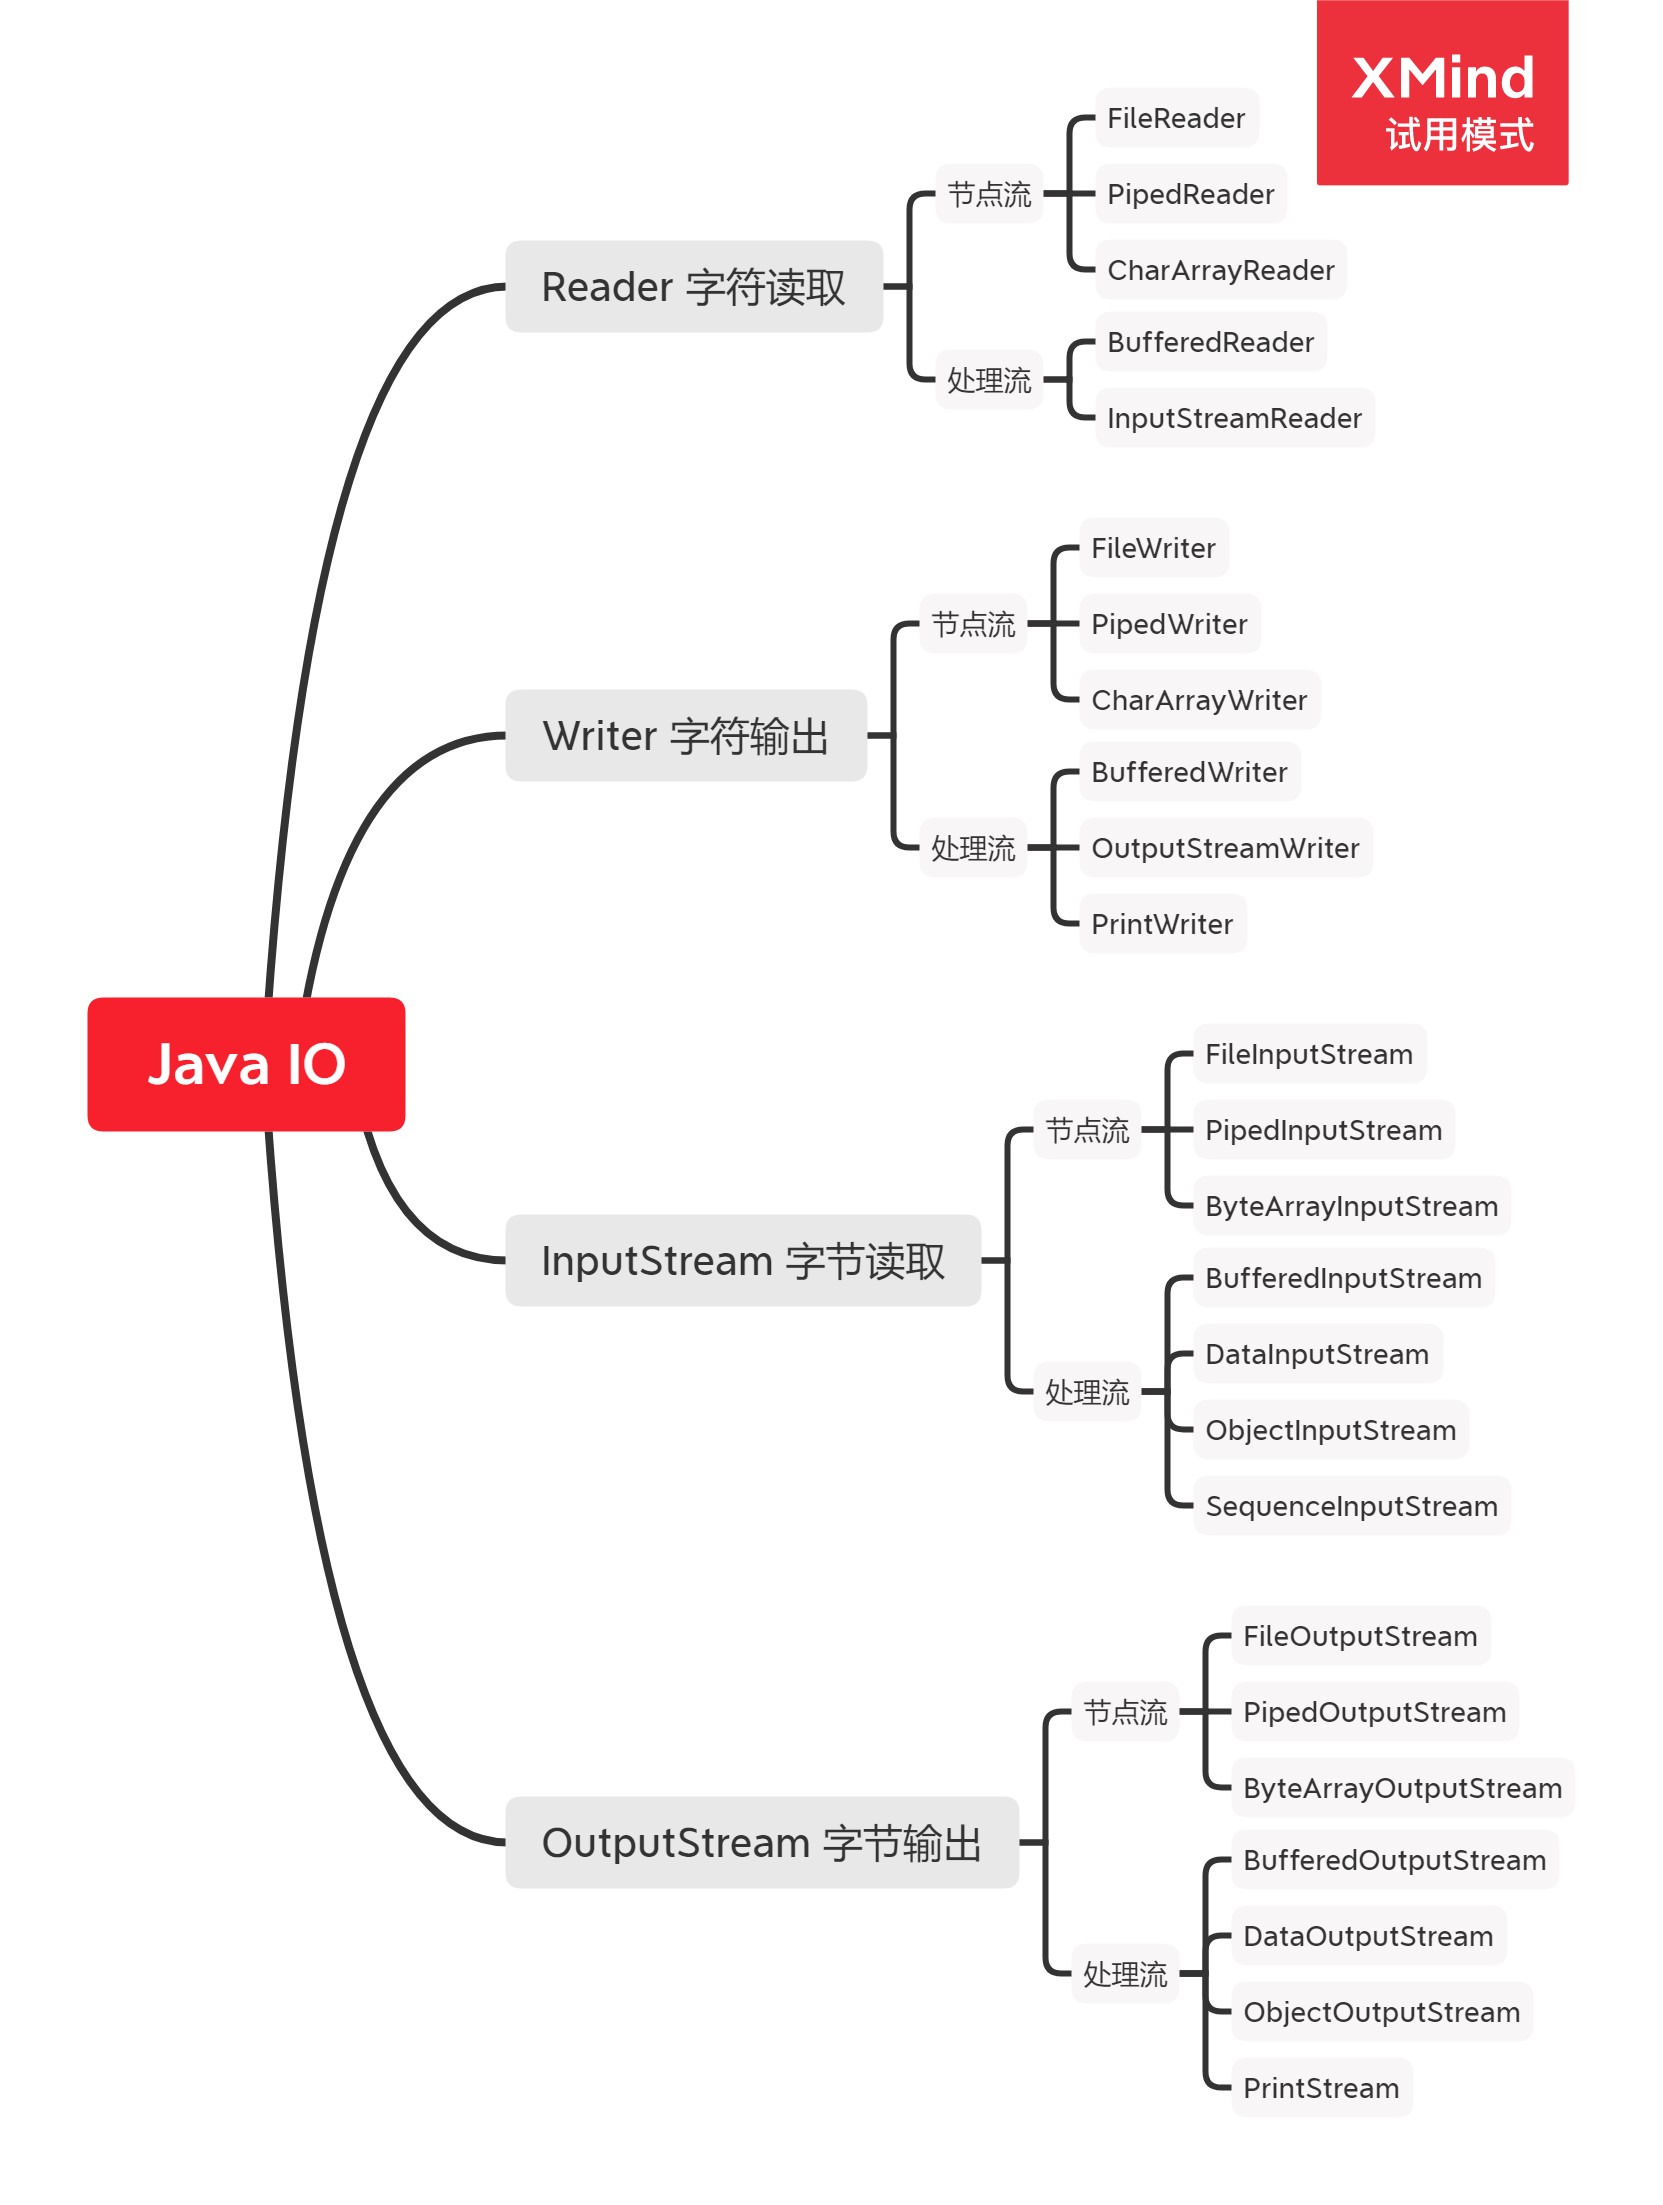 XMind
试用模式
Java IO
Reader 字符读取
节点流
FileReader
PipedReader
CharArrayReader
处理流
BufferedReader
InputStreamReader
Writer 字符输出
节点流
FileWriter
PipedWriter
CharArrayWriter
处理流
BufferedWriter
OutputStreamWriter
PrintWriter
InputStream 字节读取
节点流
FileInputStream
PipedInputStream
ByteArrayInputStream
处理流
BufferedInputStream
DataInputStream
ObjectInputStream
SequenceInputStream
OutputStream 字节输出
节点流
FileOutputStream
PipedOutputStream
ByteArrayOutputStream
处理流
BufferedOutputStream
DataOutputStream
ObjectOutputStream
PrintStream